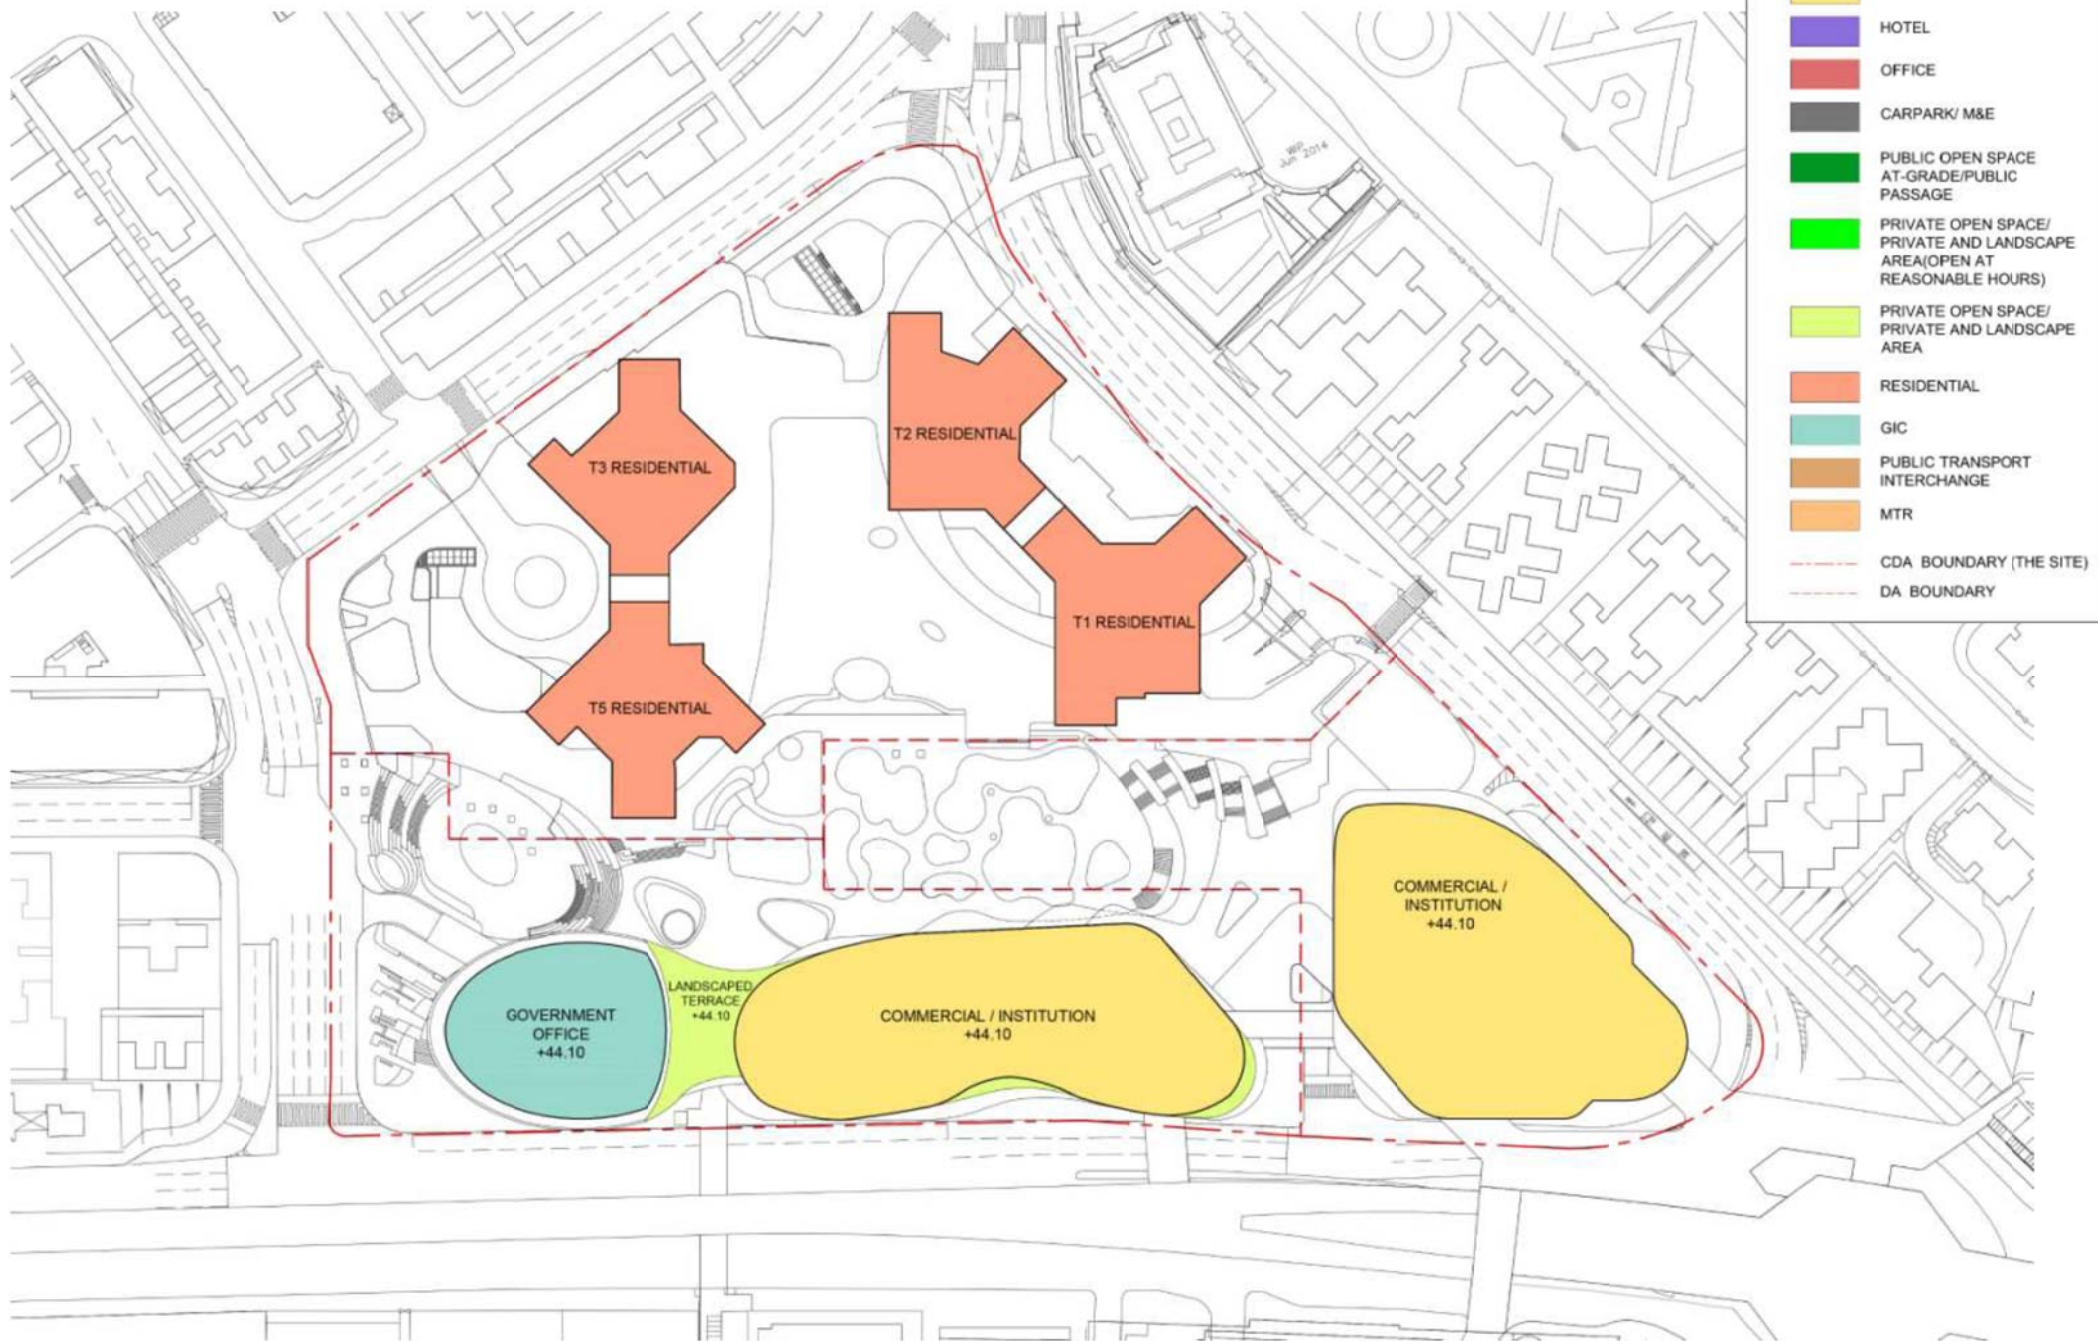 HOTEL
OFFICE
CARPARK/ M&E
PUBLIC OPEN SPACE
AT-GRADE/PUBLIC
PASSAGE
PRIVATE OPEN SPACE/
PRIVATE AND LANDSCAPE
AREA(OPEN AT
REASONABLE HOURS)
PRIVATE OPEN SPACE/
PRIVATE AND LANDSCAPE
AREA
RESIDENTIAL
GIC
PUBLIC TRANSPORT
INTERCHANGE
MTR
CDA BOUNDARY (THE SITE)
DA BOUNDARY
WIP
Jun 2014
T2 RESIDENTIAL
T3 RESIDENTIAL
T1 RESIDENTIAL
T5 RESIDENTIAL
COMMERCIAL /
INSTITUTION
+44.10
LANDSCAPED
TERRACE
+44.10
GOVERNMENT
OFFICE
+44.10
COMMERCIAL / INSTITUTION
+44.10